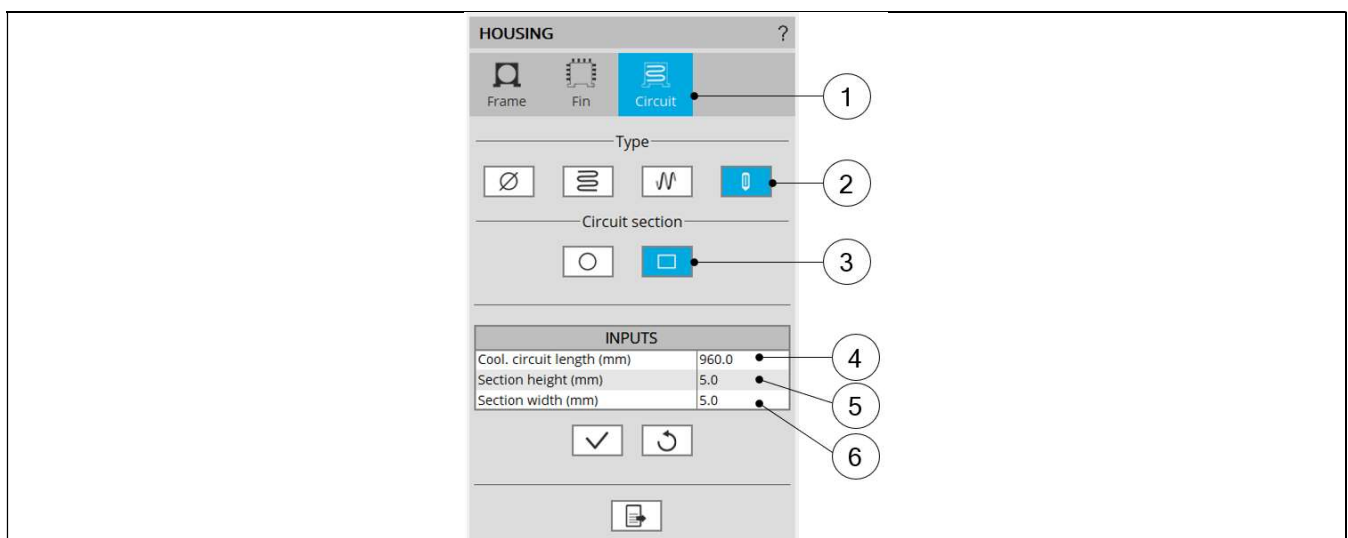 HOUSING ?
Frame Fin Circuit
1
Type
2
Circuit section
3
INPUTS
Cool. circuit length (mm) 960.0
4
Section height (mm) 5.0
5
Section width (mm) 5.0
6